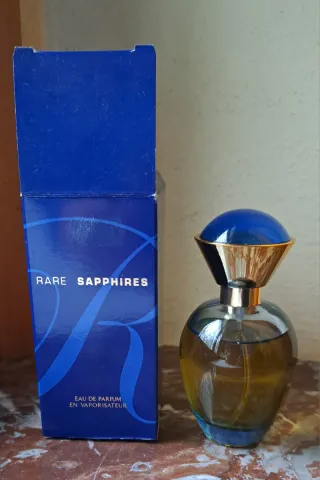 RARE SAPPHIRES
R
EAU DE PARFUM
EN VAPORISATEUR